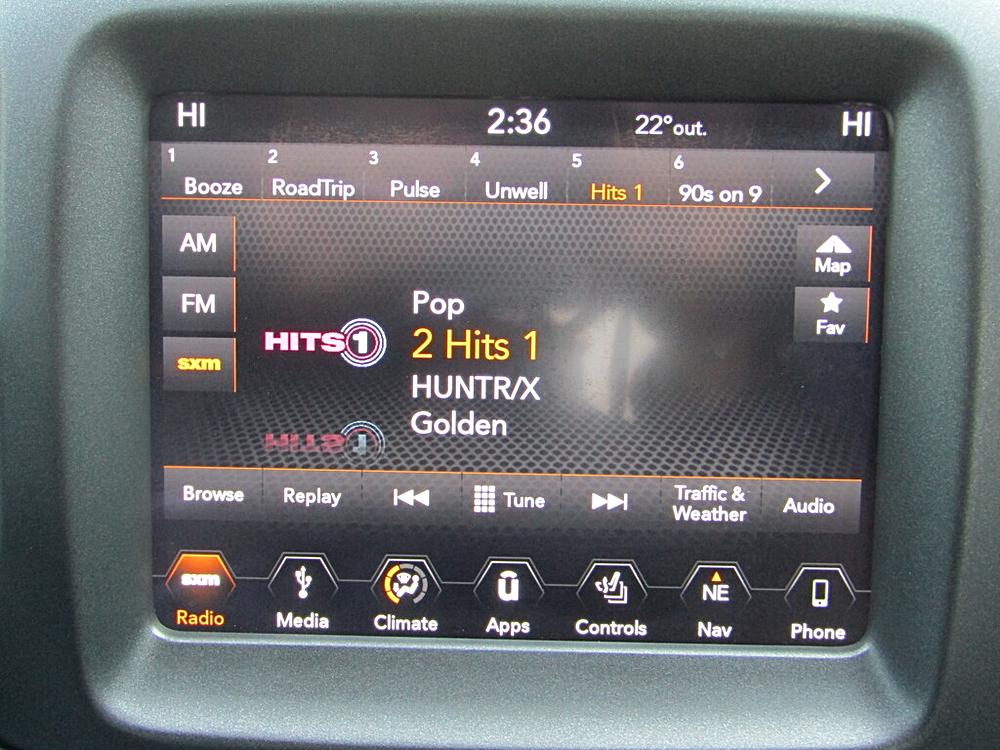 HI 2:36 22°out. HI
1 2 3 4 5 6
Booze RoadTrip Pulse Unwell Hits 1 90s on 9
AM
Map
FM
Fav
sxm
HITS1
Pop
2 Hits 1
HUNTR/X
Golden
HITS1
Browse Replay Tune Traffic & Weather Audio
sxm NE
Radio Media Climate Apps Controls Nav Phone